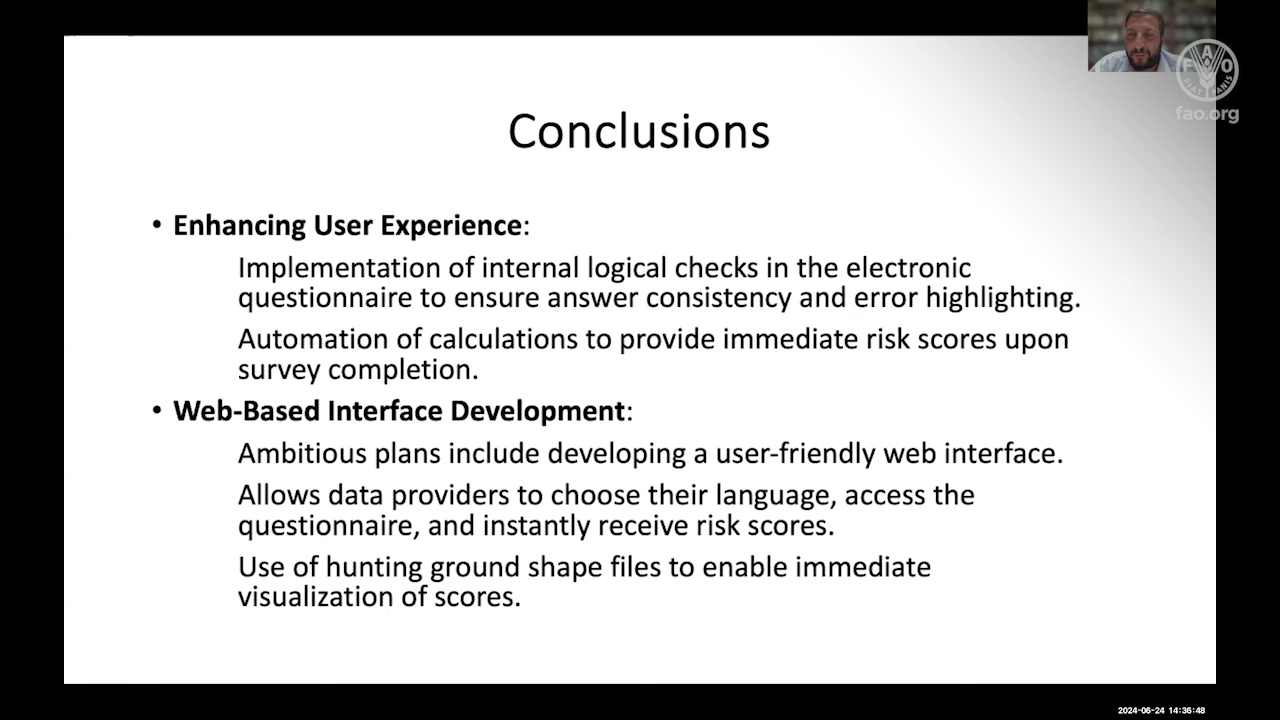 FAO
FIAT PANIS
fao.org
Conclusions
• Enhancing User Experience:
Implementation of internal logical checks in the electronic
questionnaire to ensure answer consistency and error highlighting.
Automation of calculations to provide immediate risk scores upon
survey completion.
• Web-Based Interface Development:
Ambitious plans include developing a user-friendly web interface.
Allows data providers to choose their language, access the
questionnaire, and instantly receive risk scores.
Use of hunting ground shape files to enable immediate
visualization of scores.
2024-06-24 14:36:48